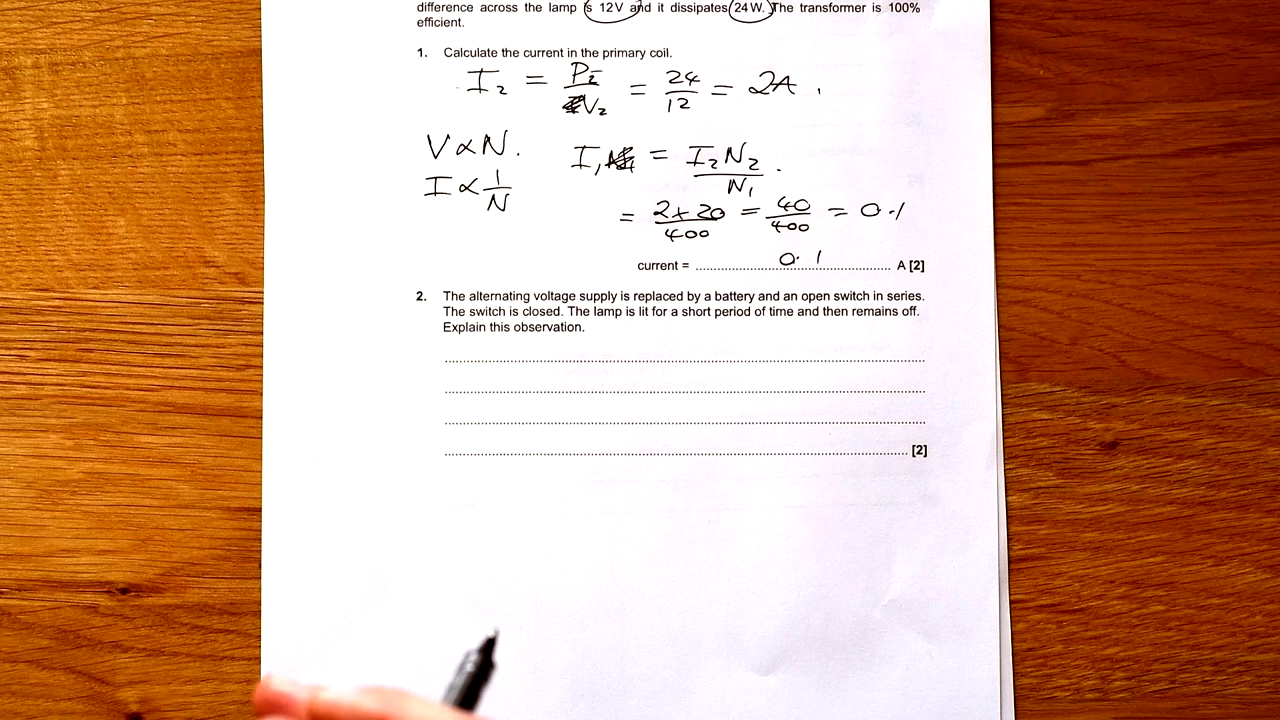 difference across the lamp is 12V and it dissipates 24W. The transformer is 100%
efficient.
1. Calculate the current in the primary coil.
I₂ = P₂/V₂ = 24/12 = 2A.
V ∝ N. I₁ = I₂N₂/N₁.
I ∝ 1/N
= 2×20/400 = 40/400 = 0.1
current = 0.1 A [2]
2. The alternating voltage supply is replaced by a battery and an open switch in series.
The switch is closed. The lamp is lit for a short period of time and then remains off.
Explain this observation.
[2]